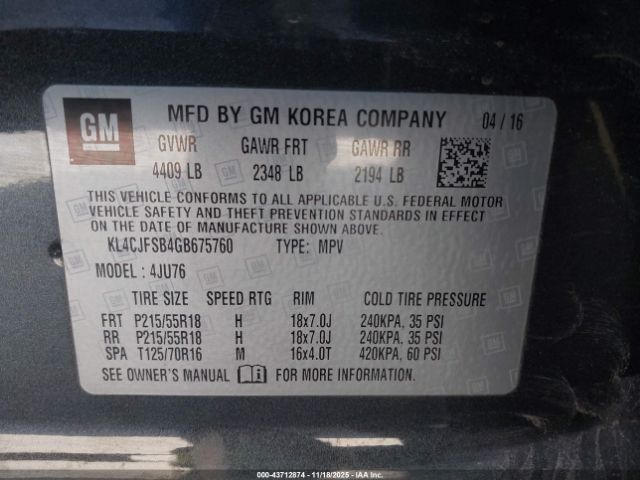 GM
MFD BY GM KOREA COMPANY 04 / 16
GVWR GAWR FRT GAWR RR
4409 LB 2348 LB 2194 LB
THIS VEHICLE CONFORMS TO ALL APPLICABLE U.S. FEDERAL MOTOR
VEHICLE SAFETY AND THEFT PREVENTION STANDARDS IN EFFECT
ON THE DATE OF MANUFACTURE SHOWN ABOVE.
KL4CJFSB4GB675760 TYPE: MPV
MODEL: 4JU76
TIRE SIZE SPEED RTG RIM COLD TIRE PRESSURE
FRT P215/55R18 H 18x7.0J 240KPA, 35 PSI
RR P215/55R18 H 18x7.0J 240KPA, 35 PSI
SPA T125/70R16 M 16x4.0T 420KPA, 60 PSI
SEE OWNER'S MANUAL FOR MORE INFORMATION.
000-43712874 | 11/18/2025 - IAA Inc.